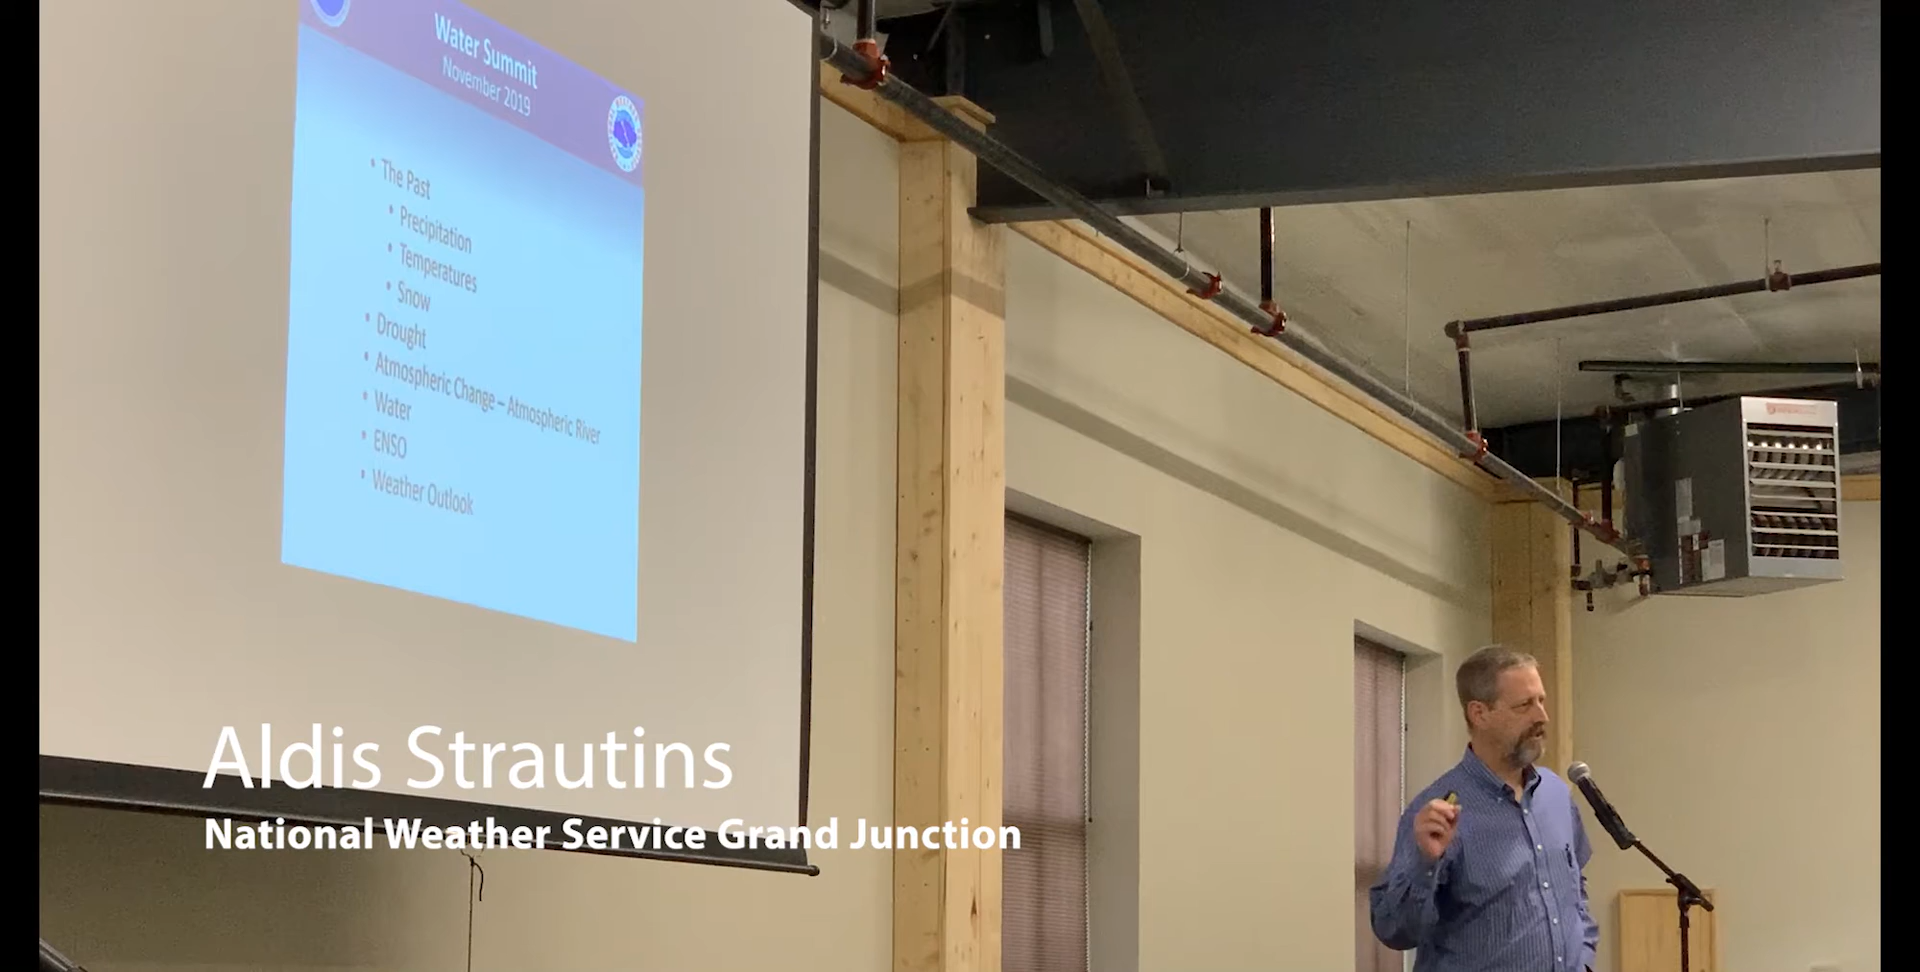 Water Summit
November 2019
• The Past
• Precipitation
• Temperatures
• Snow
• Drought
• Atmospheric Change – Atmospheric River
• Water
• ENSO
• Weather Outlook
Aldis Strautins
National Weather Service Grand Junction